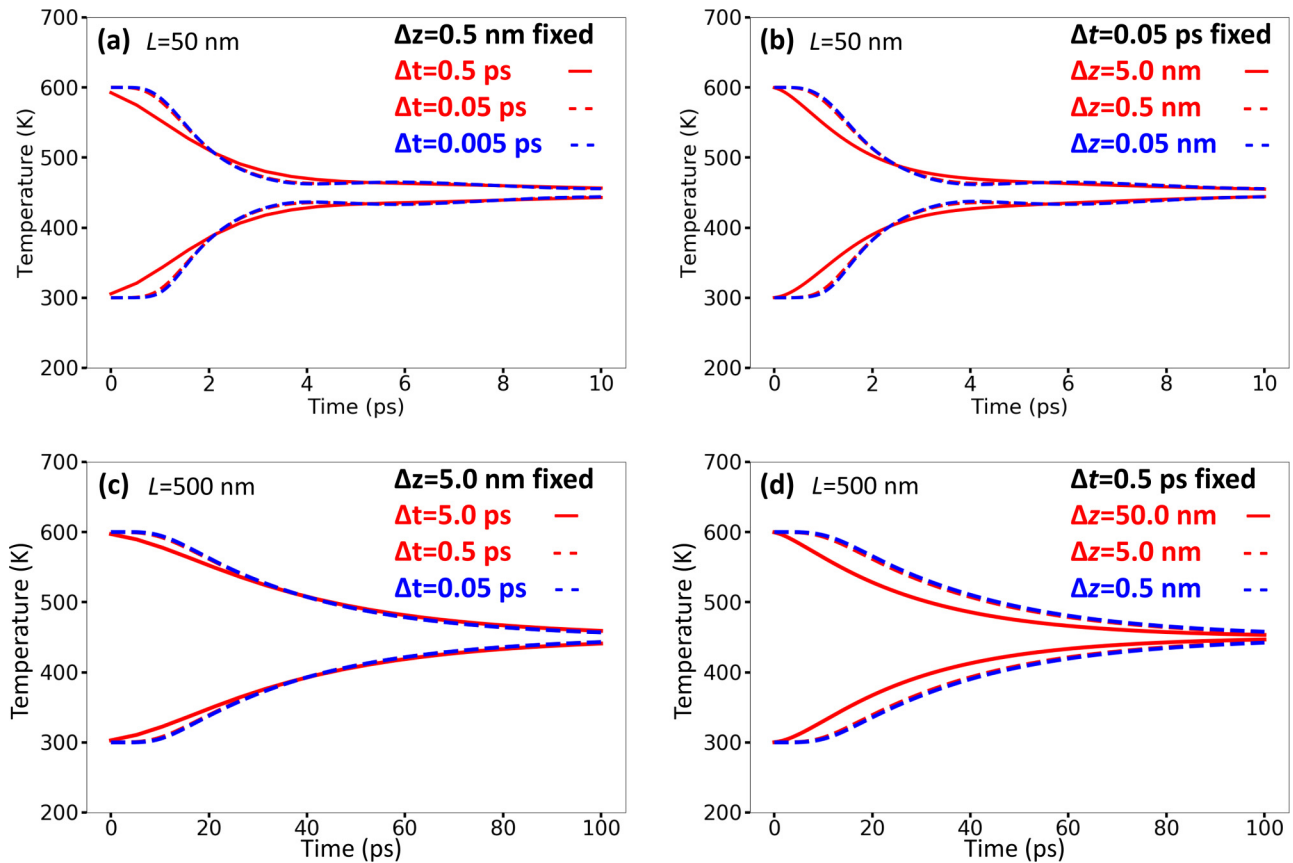 700
600
500
400
300
200
Temperature (K)
(a) L=50 nm
Δz=0.5 nm fixed
Δt=0.5 ps
Δt=0.05 ps
Δt=0.005 ps
0 2 4 6 8 10
Time (ps)
700
600
500
400
300
200
Temperature (K)
(b) L=50 nm
Δt=0.05 ps fixed
Δz=5.0 nm
Δz=0.5 nm
Δz=0.05 nm
0 2 4 6 8 10
Time (ps)
700
600
500
400
300
200
Temperature (K)
(c) L=500 nm
Δz=5.0 nm fixed
Δt=5.0 ps
Δt=0.5 ps
Δt=0.05 ps
0 20 40 60 80 100
Time (ps)
700
600
500
400
300
200
Temperature (K)
(d) L=500 nm
Δt=0.5 ps fixed
Δz=50.0 nm
Δz=5.0 nm
Δz=0.5 nm
0 20 40 60 80 100
Time (ps)